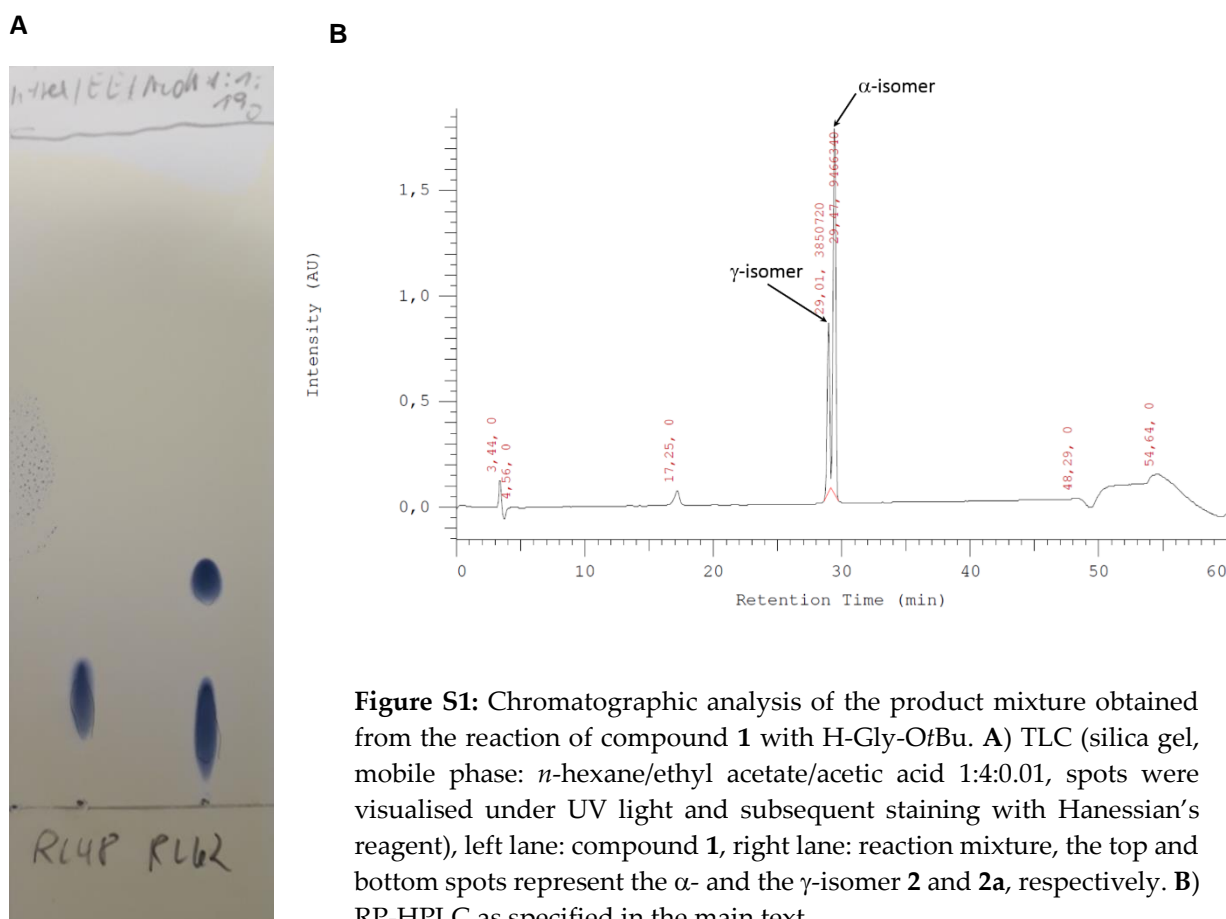 A
B
RL48 RL62
α-isomer
γ-isomer
29,01, 3850720
29,47, 9466340
3,44, 0
4,56, 0
17,25, 0
48,29, 0
54,64, 0
1,5
1,0
0,5
0,0
Intensity (AU)
0 10 20 30 40 50 60
Retention Time (min)
Figure S1: Chromatographic analysis of the product mixture obtained
from the reaction of compound 1 with H-Gly-OtBu. A) TLC (silica gel,
mobile phase: n-hexane/ethyl acetate/acetic acid 1:4:0.01, spots were
visualised under UV light and subsequent staining with Hanessian's
reagent), left lane: compound 1, right lane: reaction mixture, the top and
bottom spots represent the α- and the γ-isomer 2 and 2a, respectively. B)
RP-HPLC as specified in the main text